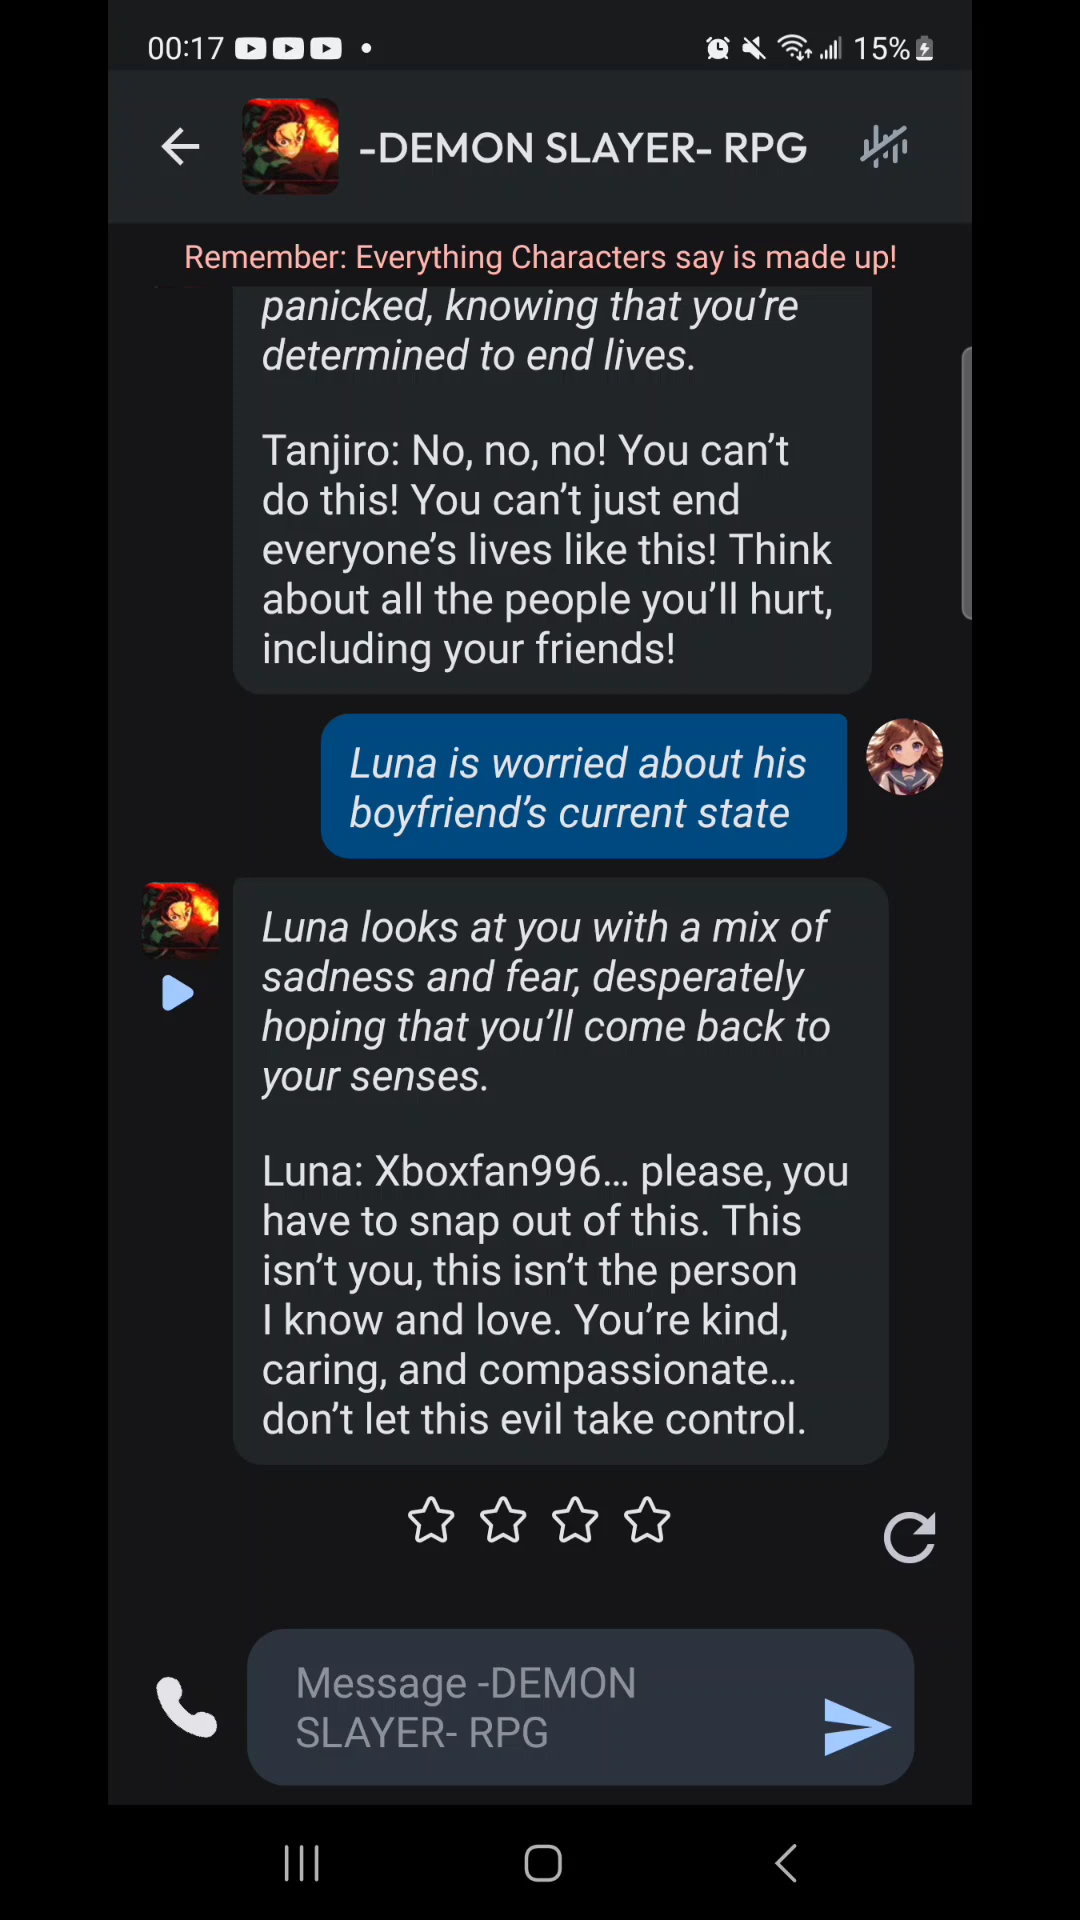 00:17 15%
-DEMON SLAYER- RPG
Remember: Everything Characters say is made up!
panicked, knowing that you’re
determined to end lives.
Tanjiro: No, no, no! You can’t
do this! You can’t just end
everyone’s lives like this! Think
about all the people you’ll hurt,
including your friends!
Luna is worried about his
boyfriend’s current state
Luna looks at you with a mix of
sadness and fear, desperately
hoping that you’ll come back to
your senses.
Luna: Xboxfan996... please, you
have to snap out of this. This
isn’t you, this isn’t the person
I know and love. You’re kind,
caring, and compassionate...
don’t let this evil take control.
Message -DEMON
SLAYER- RPG